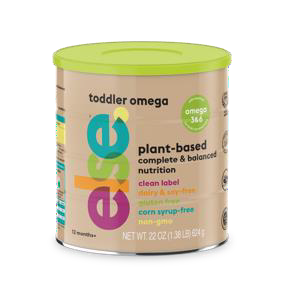 toddler omega
omega
3&6
else.
plant-based
complete & balanced
nutrition
clean label
dairy & soy-free
gluten free
corn syrup-free
non-gmo
12 months+
NET WT. 22 OZ (1.38 LB) 624 g